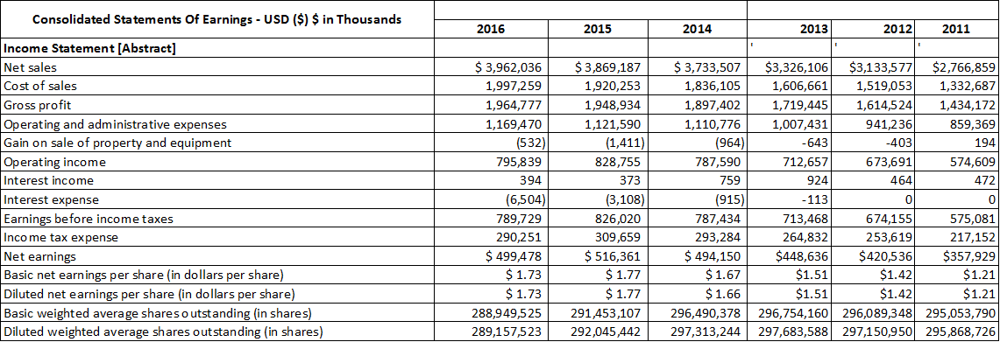 Consolidated Statements Of Earnings - USD ($) $ in Thousands 2016 2015 2014 2013 2012 2011
Income Statement [Abstract] ' ' '
Net sales $ 3,962,036 $ 3,869,187 $ 3,733,507 $3,326,106 $3,133,577 $2,766,859
Cost of sales 1,997,259 1,920,253 1,836,105 1,606,661 1,519,053 1,332,687
Gross profit 1,964,777 1,948,934 1,897,402 1,719,445 1,614,524 1,434,172
Operating and administrative expenses 1,169,470 1,121,590 1,110,776 1,007,431 941,236 859,369
Gain on sale of property and equipment (532) (1,411) (964) -643 -403 194
Operating income 795,839 828,755 787,590 712,657 673,691 574,609
Interest income 394 373 759 924 464 472
Interest expense (6,504) (3,108) (915) -113 0 0
Earnings before income taxes 789,729 826,020 787,434 713,468 674,155 575,081
Income tax expense 290,251 309,659 293,284 264,832 253,619 217,152
Net earnings $ 499,478 $ 516,361 $ 494,150 $448,636 $420,536 $357,929
Basic net earnings per share (in dollars per share) $ 1.73 $ 1.77 $ 1.67 $1.51 $1.42 $1.21
Diluted net earnings per share (in dollars per share) $ 1.73 $ 1.77 $ 1.66 $1.51 $1.42 $1.21
Basic weighted average shares outstanding (in shares) 288,949,525 291,453,107 296,490,378 296,754,160 296,089,348 295,053,790
Diluted weighted average shares outstanding (in shares) 289,157,523 292,045,442 297,313,244 297,683,588 297,150,950 295,868,726